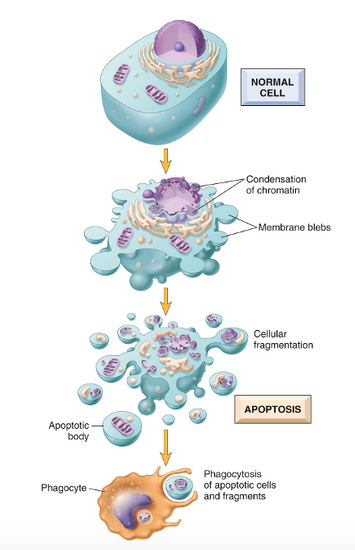 NORMAL
CELL
Condensation
of chromatin
Membrane blebs
Cellular
fragmentation
APOPTOSIS
Apoptotic
body
Phagocytosis
of apoptotic cells
and fragments
Phagocyte